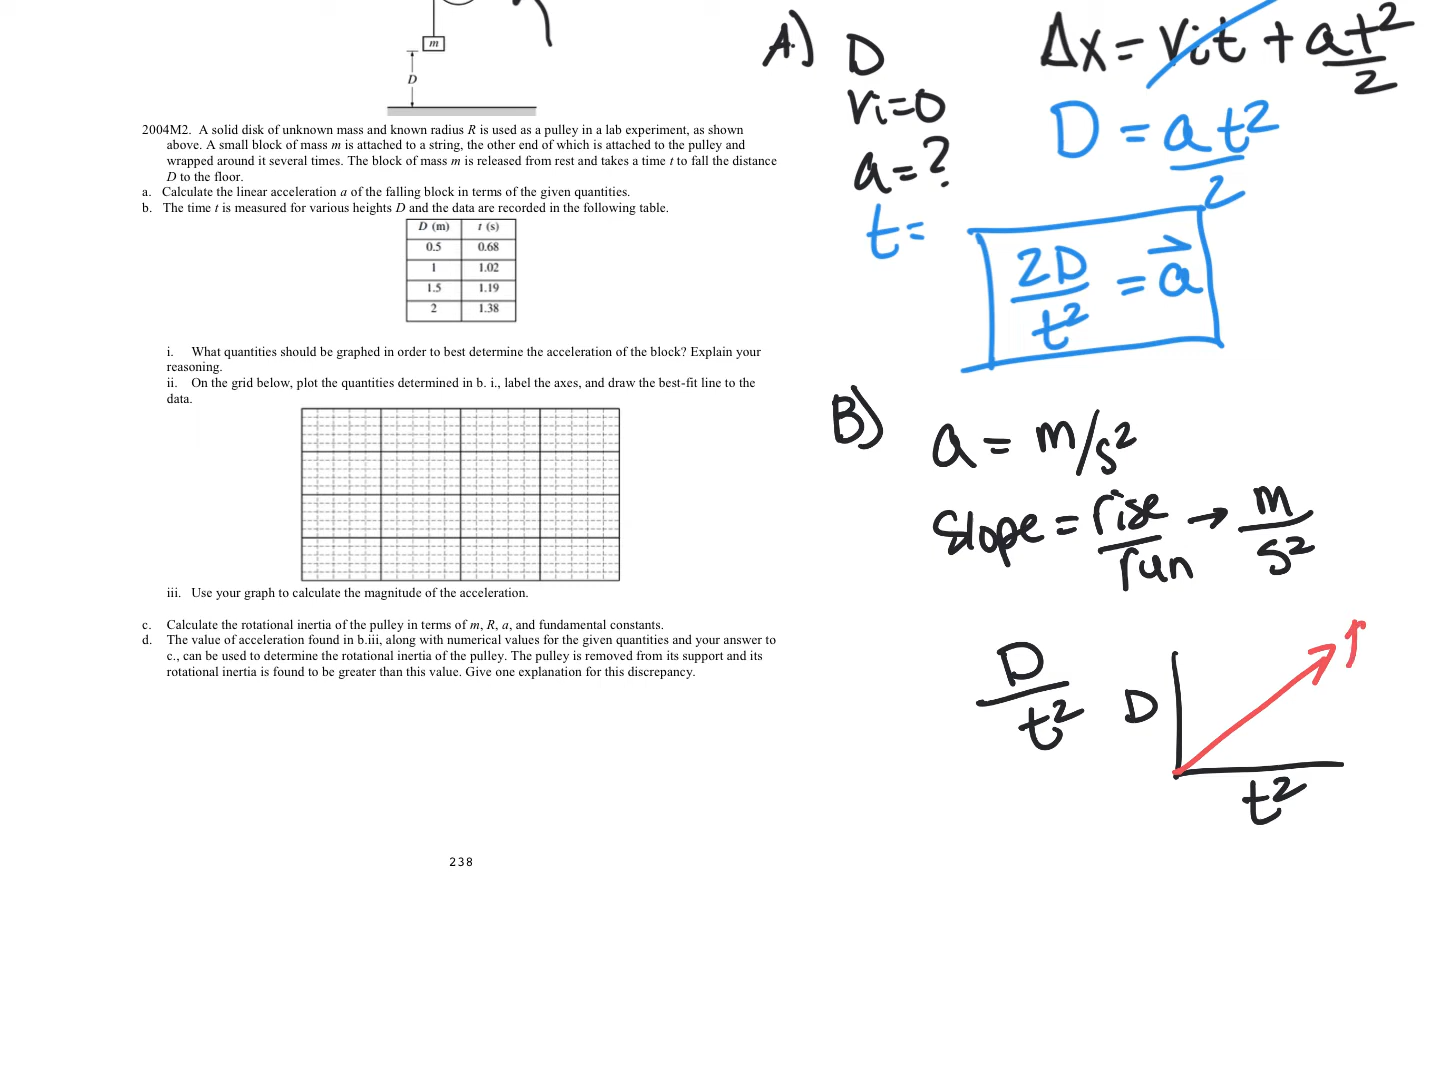 m
D
2004M2. A solid disk of unknown mass and known radius R is used as a pulley in a lab experiment, as shown
above. A small block of mass m is attached to a string, the other end of which is attached to the pulley and
wrapped around it several times. The block of mass m is released from rest and takes a time t to fall the distance
D to the floor.
a. Calculate the linear acceleration a of the falling block in terms of the given quantities.
b. The time t is measured for various heights D and the data are recorded in the following table.
D (m) t (s)
0.5 0.68
1 1.02
1.5 1.19
2 1.38
i. What quantities should be graphed in order to best determine the acceleration of the block? Explain your
reasoning.
ii. On the grid below, plot the quantities determined in b. i., label the axes, and draw the best-fit line to the
data.
iii. Use your graph to calculate the magnitude of the acceleration.
c. Calculate the rotational inertia of the pulley in terms of m, R, a, and fundamental constants.
d. The value of acceleration found in b.iii, along with numerical values for the given quantities and your answer to
c., can be used to determine the rotational inertia of the pulley. The pulley is removed from its support and its
rotational inertia is found to be greater than this value. Give one explanation for this discrepancy.
238
A.) D
Vi=0
a=?
t=
Δx = Vit + at²/2
D = at²/2
2D/t² = a⃗
B) a = m/s²
Slope = rise/run → m/s²
D/t²
D
t²